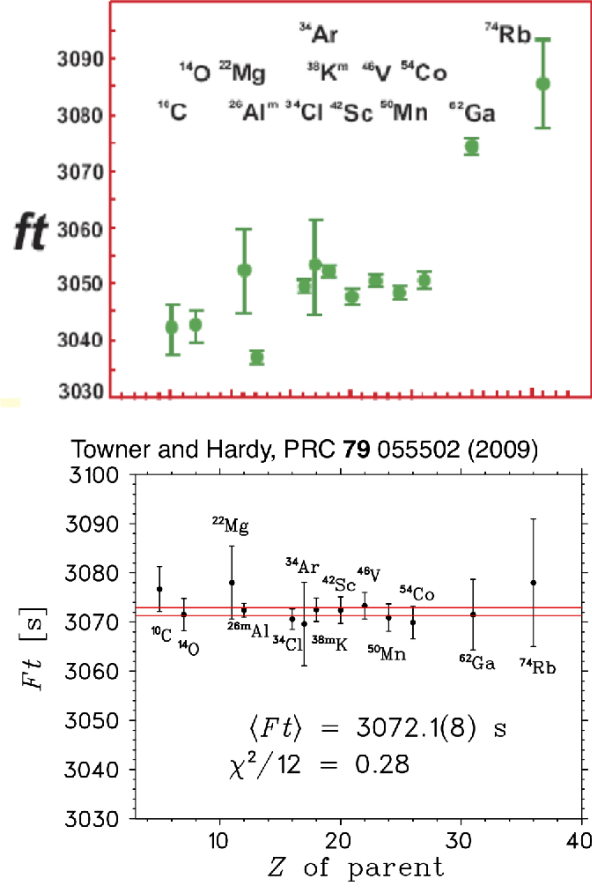 ³⁴Ar ⁷⁴Rb
3090
¹⁴O ²²Mg ³⁸Kᵐ ⁴⁶V ⁵⁴Co
3080
¹⁰C ²⁶Alᵐ ³⁴Cl ⁴²Sc ⁵⁰Mn ⁶²Ga
3070
ft 3060
3050
3040
3030
Towner and Hardy, PRC 79 055502 (2009)
3100
3090
²²Mg
3080
³⁴Ar ⁴²Sc ⁴⁶V ⁵⁴Co
3070
¹⁰C ¹⁴O ²⁶ᵐAl ³⁴Cl ³⁸ᵐK ⁵⁰Mn ⁶²Ga ⁷⁴Rb
Ft [s]
3060
3050
⟨Ft⟩ = 3072.1(8) s
3040
χ²/12 = 0.28
3030
10 20 30 40
Z of parent